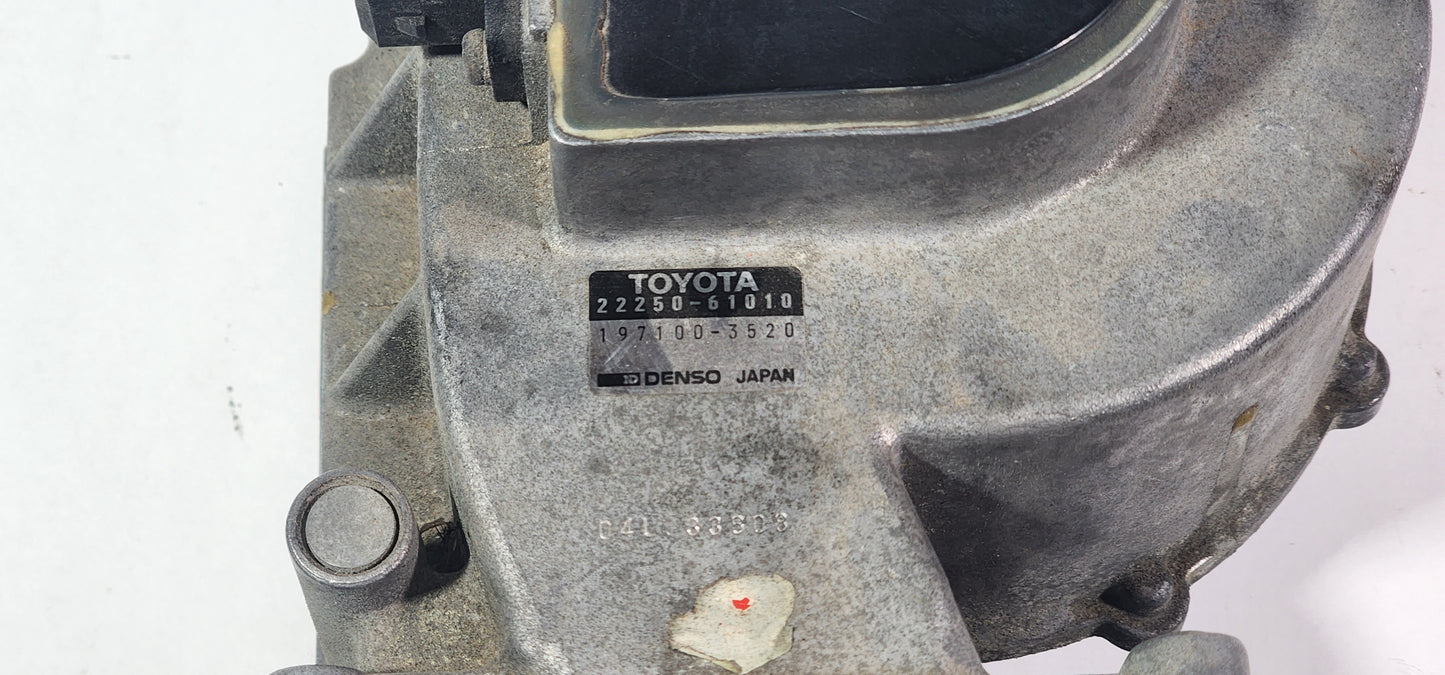 TOYOTA
22250-61010
197100-3520
DENSO JAPAN